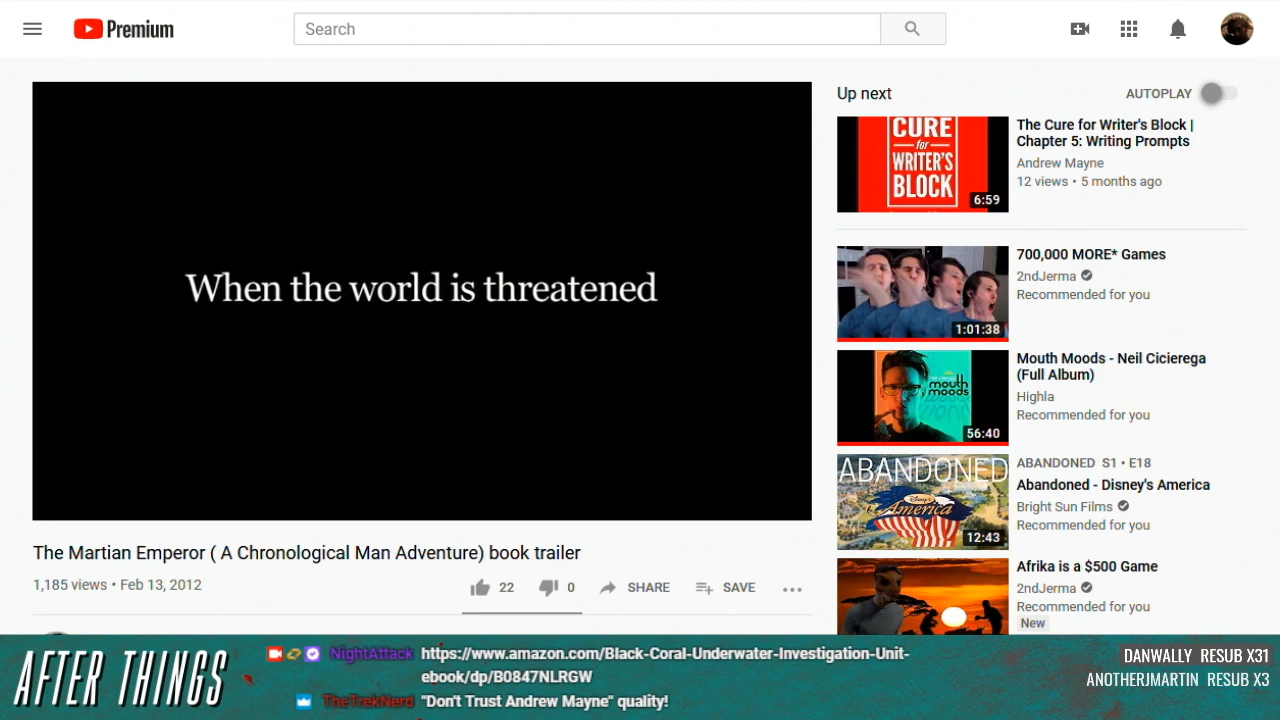 Premium
Search
When the world is threatened
The Martian Emperor ( A Chronological Man Adventure) book trailer
1,185 views • Feb 13, 2012
22
0
SHARE
SAVE
Up next
AUTOPLAY
CURE
for
WRITER'S
BLOCK
6:59
The Cure for Writer's Block |
Chapter 5: Writing Prompts
Andrew Mayne
12 views • 5 months ago
1:01:38
700,000 MORE* Games
2ndJerma
Recommended for you
mouth
moods
56:40
Mouth Moods - Neil Cicierega
(Full Album)
Highla
Recommended for you
ABANDONED
Disney's
America
12:43
ABANDONED S1 • E18
Abandoned - Disney's America
Bright Sun Films
Recommended for you
Afrika is a $500 Game
2ndJerma
Recommended for you
New
AFTER THINGS
NightAttack https://www.amazon.com/Black-Coral-Underwater-Investigation-Unit-
ebook/dp/B0847NLRGW
TheTrekNerd "Don't Trust Andrew Mayne" quality!
DANWALLY RESUB X31
ANOTHERJMARTIN RESUB X3